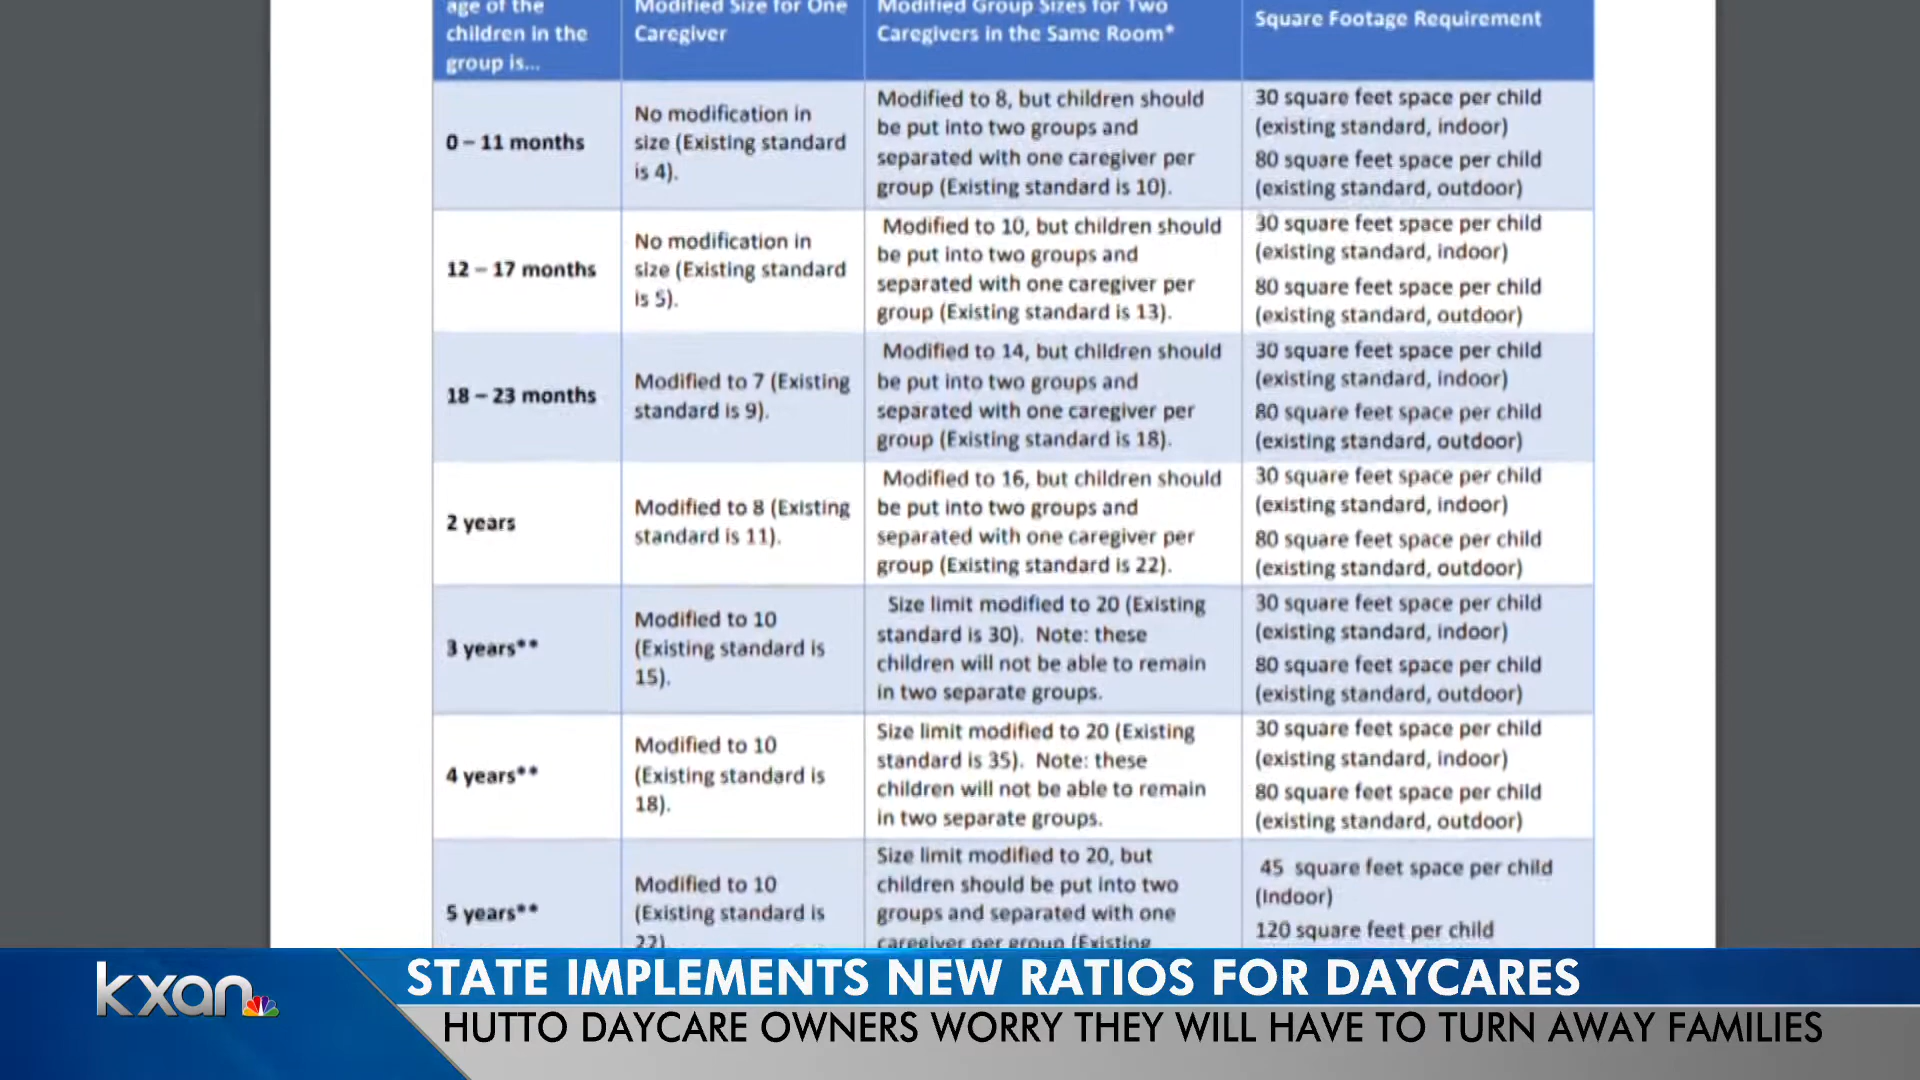 age of the
children in the
group is...
Modified Size for One
Caregiver
Modified Group Sizes for Two
Caregivers in the Same Room*
Square Footage Requirement
0 – 11 months
No modification in
size (Existing standard
is 4).
Modified to 8, but children should
be put into two groups and
separated with one caregiver per
group (Existing standard is 10).
30 square feet space per child
(existing standard, indoor)
80 square feet space per child
(existing standard, outdoor)
12 – 17 months
No modification in
size (Existing standard
is 5).
Modified to 10, but children should
be put into two groups and
separated with one caregiver per
group (Existing standard is 13).
30 square feet space per child
(existing standard, indoor)
80 square feet space per child
(existing standard, outdoor)
18 – 23 months
Modified to 7 (Existing
standard is 9).
Modified to 14, but children should
be put into two groups and
separated with one caregiver per
group (Existing standard is 18).
30 square feet space per child
(existing standard, indoor)
80 square feet space per child
(existing standard, outdoor)
2 years
Modified to 8 (Existing
standard is 11).
Modified to 16, but children should
be put into two groups and
separated with one caregiver per
group (Existing standard is 22).
30 square feet space per child
(existing standard, indoor)
80 square feet space per child
(existing standard, outdoor)
3 years**
Modified to 10
(Existing standard is
15).
Size limit modified to 20 (Existing
standard is 30). Note: these
children will not be able to remain
in two separate groups.
30 square feet space per child
(existing standard, indoor)
80 square feet space per child
(existing standard, outdoor)
4 years**
Modified to 10
(Existing standard is
18).
Size limit modified to 20 (Existing
standard is 35). Note: these
children will not be able to remain
in two separate groups.
30 square feet space per child
(existing standard, indoor)
80 square feet space per child
(existing standard, outdoor)
5 years**
Modified to 10
(Existing standard is
22).
Size limit modified to 20, but
children should be put into two
groups and separated with one
caregiver per group (Existing
45 square feet space per child
(Indoor)
120 square feet per child
kxan
STATE IMPLEMENTS NEW RATIOS FOR DAYCARES
HUTTO DAYCARE OWNERS WORRY THEY WILL HAVE TO TURN AWAY FAMILIES